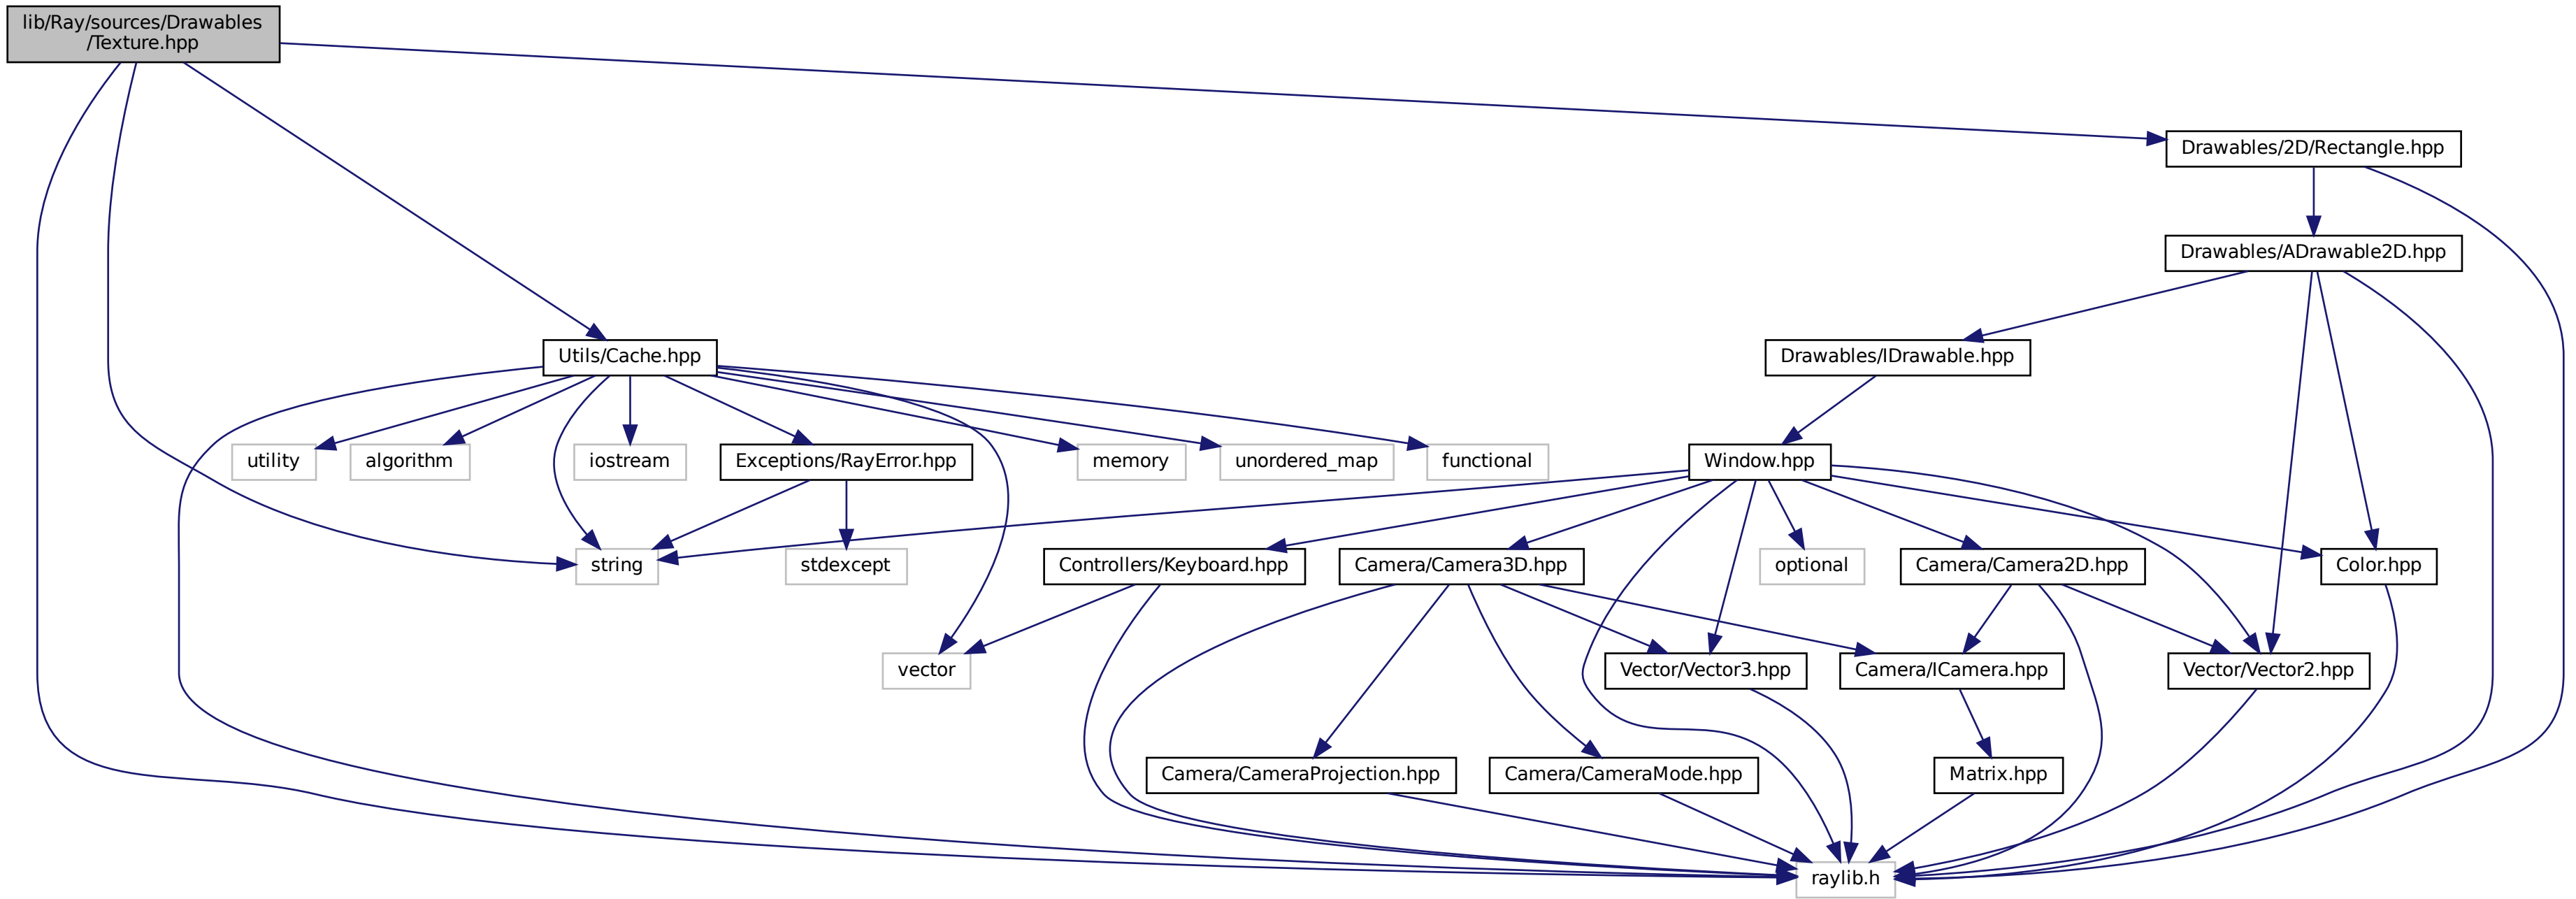 lib/Ray/sources/Drawables
/Texture.hpp
Drawables/2D/Rectangle.hpp
Drawables/ADrawable2D.hpp
Utils/Cache.hpp
Drawables/IDrawable.hpp
utility
algorithm
iostream
Exceptions/RayError.hpp
memory
unordered_map
functional
Window.hpp
string
stdexcept
Controllers/Keyboard.hpp
Camera/Camera3D.hpp
optional
Camera/Camera2D.hpp
Color.hpp
vector
Vector/Vector3.hpp
Camera/ICamera.hpp
Vector/Vector2.hpp
Camera/CameraProjection.hpp
Camera/CameraMode.hpp
Matrix.hpp
raylib.h